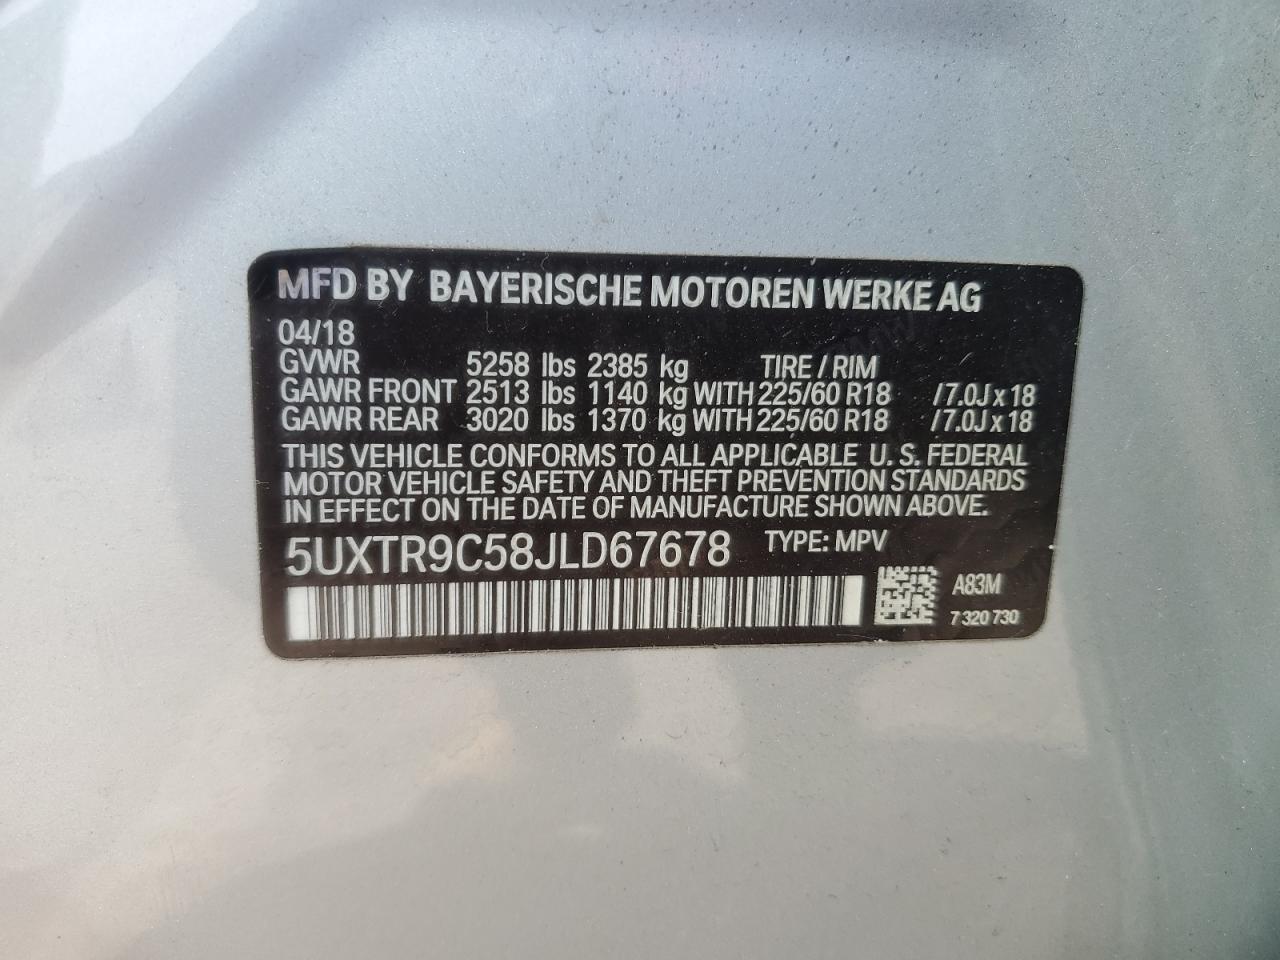 MFD BY BAYERISCHE MOTOREN WERKE AG
04/18
GVWR 5258 lbs 2385 kg TIRE / RIM
GAWR FRONT 2513 lbs 1140 kg WITH 225/60 R18 /7.0J x 18
GAWR REAR 3020 lbs 1370 kg WITH 225/60 R18 /7.0J x 18
THIS VEHICLE CONFORMS TO ALL APPLICABLE U. S. FEDERAL
MOTOR VEHICLE SAFETY AND THEFT PREVENTION STANDARDS
IN EFFECT ON THE DATE OF MANUFACTURE SHOWN ABOVE.
5UXTR9C58JLD67678 TYPE: MPV
A83M
7 320 730